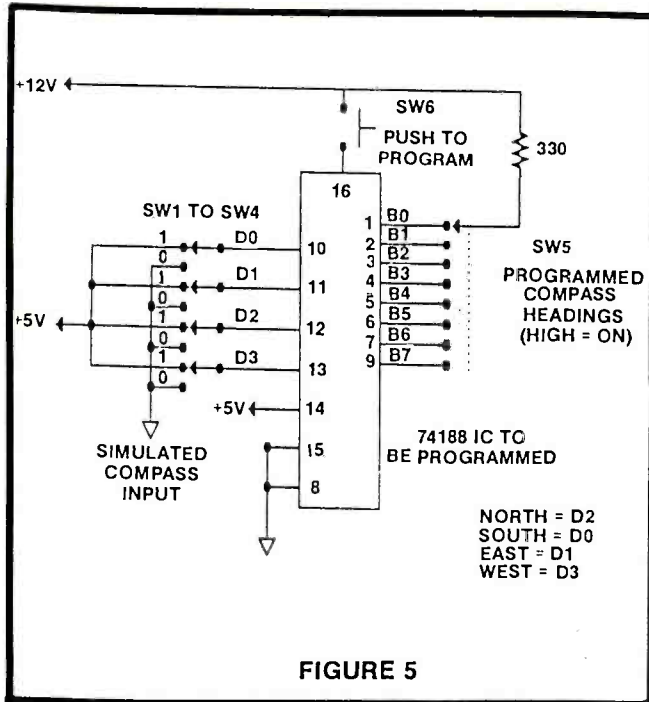 +12V
SW6
PUSH TO
PROGRAM
330
16
SW1 TO SW4
1 D0 10
0
1 D1 11
0
1 D2 12
0
1 D3 13
0
+5V
+5V 14
15
8
SIMULATED
COMPASS
INPUT
1 B0
2 B1
3 B2
4 B3
5 B4
6 B5
7 B6
9 B7
SW5
PROGRAMMED
COMPASS
HEADINGS
(HIGH = ON)
74188 IC TO
BE PROGRAMMED
NORTH = D2
SOUTH = D0
EAST = D1
WEST = D3
FIGURE 5